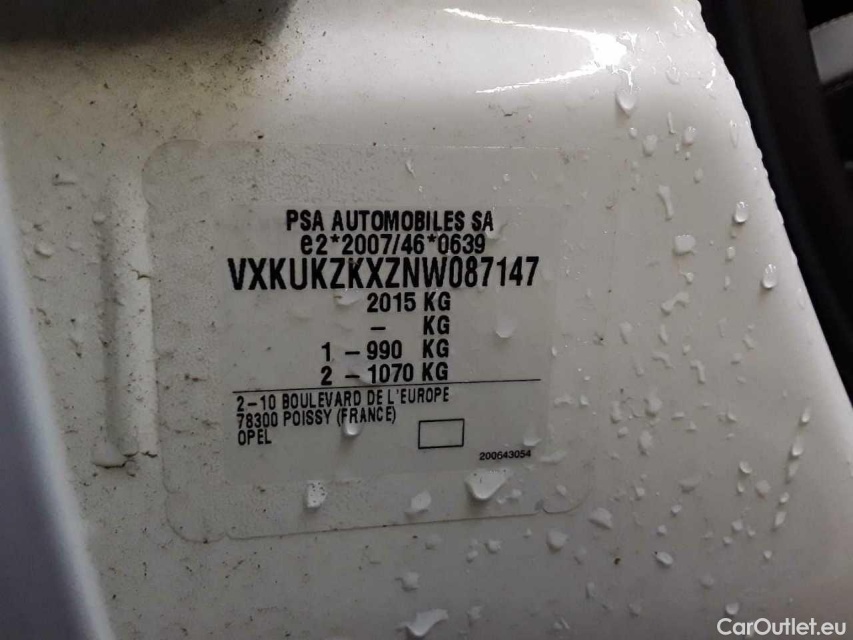 PSA AUTOMOBILES SA
e2*2007/46*0639
VXKUKZKXZNW087147
2015 KG
- KG
1 - 990 KG
2 - 1070 KG
2-10 BOULEVARD DE L'EUROPE
78300 POISSY (FRANCE)
OPEL
200643054
CarOutlet.eu